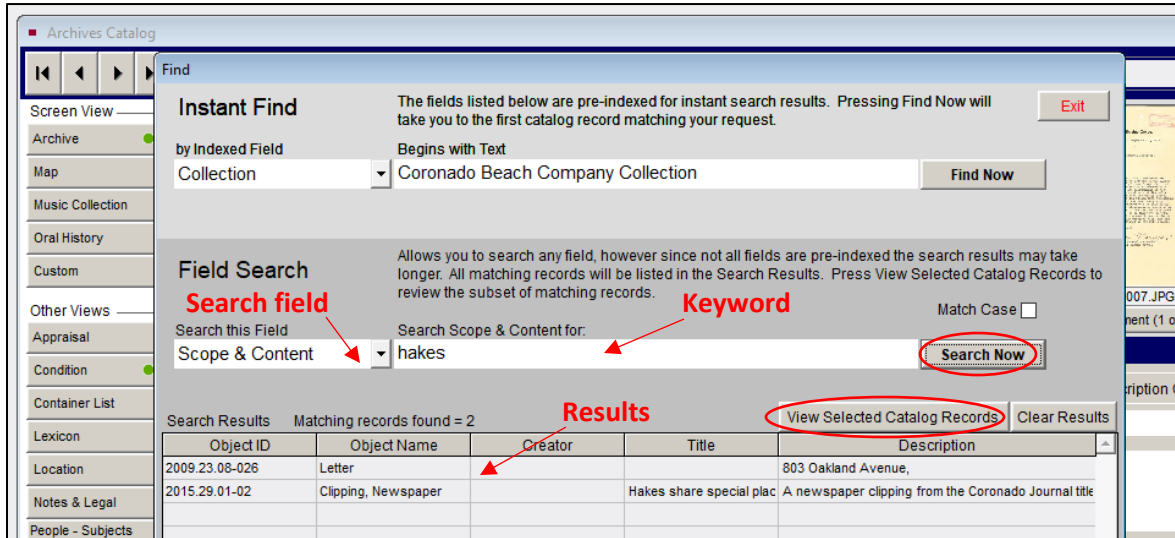 Archives Catalog
Find
Screen View
Archive
Map
Music Collection
Oral History
Custom
Other Views
Appraisal
Condition
Container List
Lexicon
Location
Notes & Legal
People - Subjects
Instant Find
The fields listed below are pre-indexed for instant search results. Pressing Find Now will
take you to the first catalog record matching your request.
Exit
by Indexed Field
Begins with Text
Collection
Coronado Beach Company Collection
Find Now
Field Search
Allows you to search any field, however since not all fields are pre-indexed the search results may take
longer. All matching records will be listed in the Search Results. Press View Selected Catalog Records to
review the subset of matching records.
Search field
Keyword
Match Case
Search this Field
Search Scope & Content for:
Scope & Content
hakes
Search Now
Results
Search Results Matching records found = 2
View Selected Catalog Records
Clear Results
Object ID Object Name Creator Title Description
2009.23.08-026 Letter 803 Oakland Avenue,
2015.29.01-02 Clipping, Newspaper Hakes share special plac A newspaper clipping from the Coronado Journal title
007.JPG
ment (1 o
cription